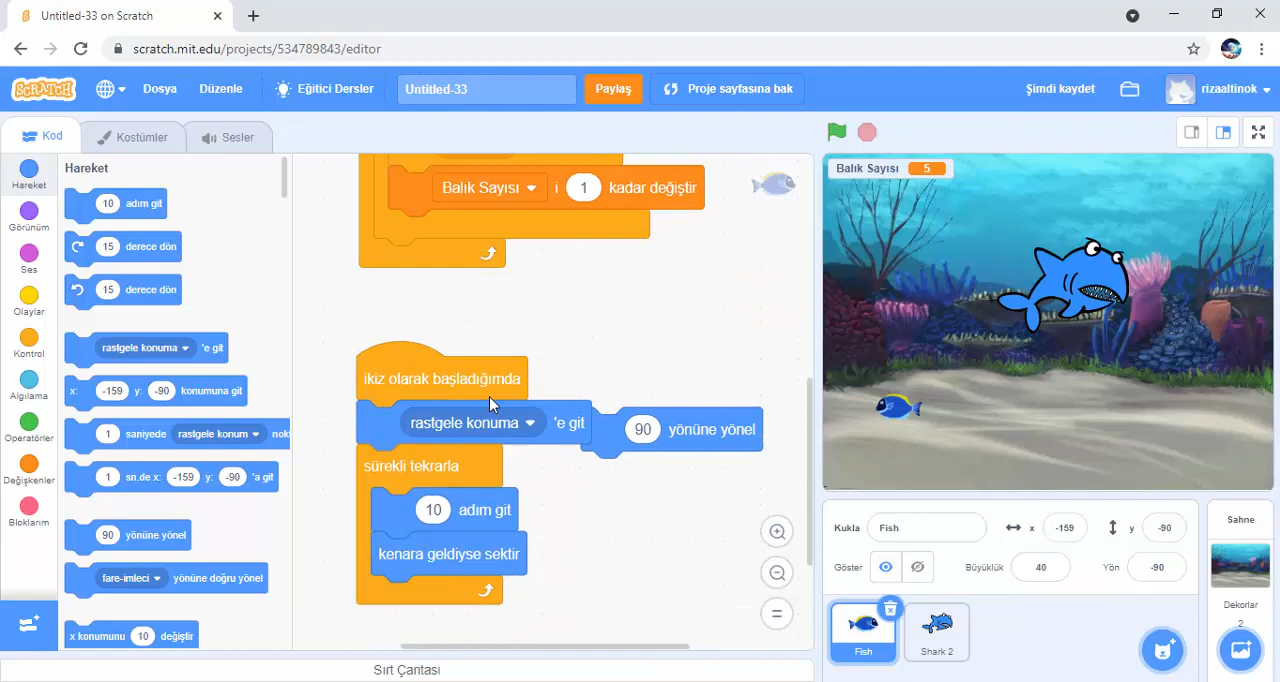 Untitled-33 on Scratch
scratch.mit.edu/projects/534789843/editor
SCRATCH
Dosya
Düzenle
Eğitici Dersler
Untitled-33
Paylaş
Proje sayfasına bak
Şimdi kaydet
rizaaltinok
Kod
Kostümler
Sesler
Hareket
Görünüm
Ses
Olaylar
Kontrol
Algılama
Operatörler
Değişkenler
Bloklarım
Hareket
10 adım git
15 derece dön
15 derece dön
rastgele konuma 'e git
x: -159 y: -90 konumuna git
1 saniyede rastgele konum nokt
1 sn.de x: -159 y: -90 'a git
90 yönüne yönel
fare-imleci yönüne doğru yönel
x konumunu 10 değiştir
Balık Sayısı i 1 kadar değiştir
ikiz olarak başladığımda
rastgele konuma 'e git
90 yönüne yönel
sürekli tekrarla
10 adım git
kenara geldiyse sektir
Sırt Çantası
Balık Sayısı 5
Kukla Fish x -159 y -90
Göster Büyüklük 40 Yön -90
Fish
Shark 2
Sahne
Dekorlar
2